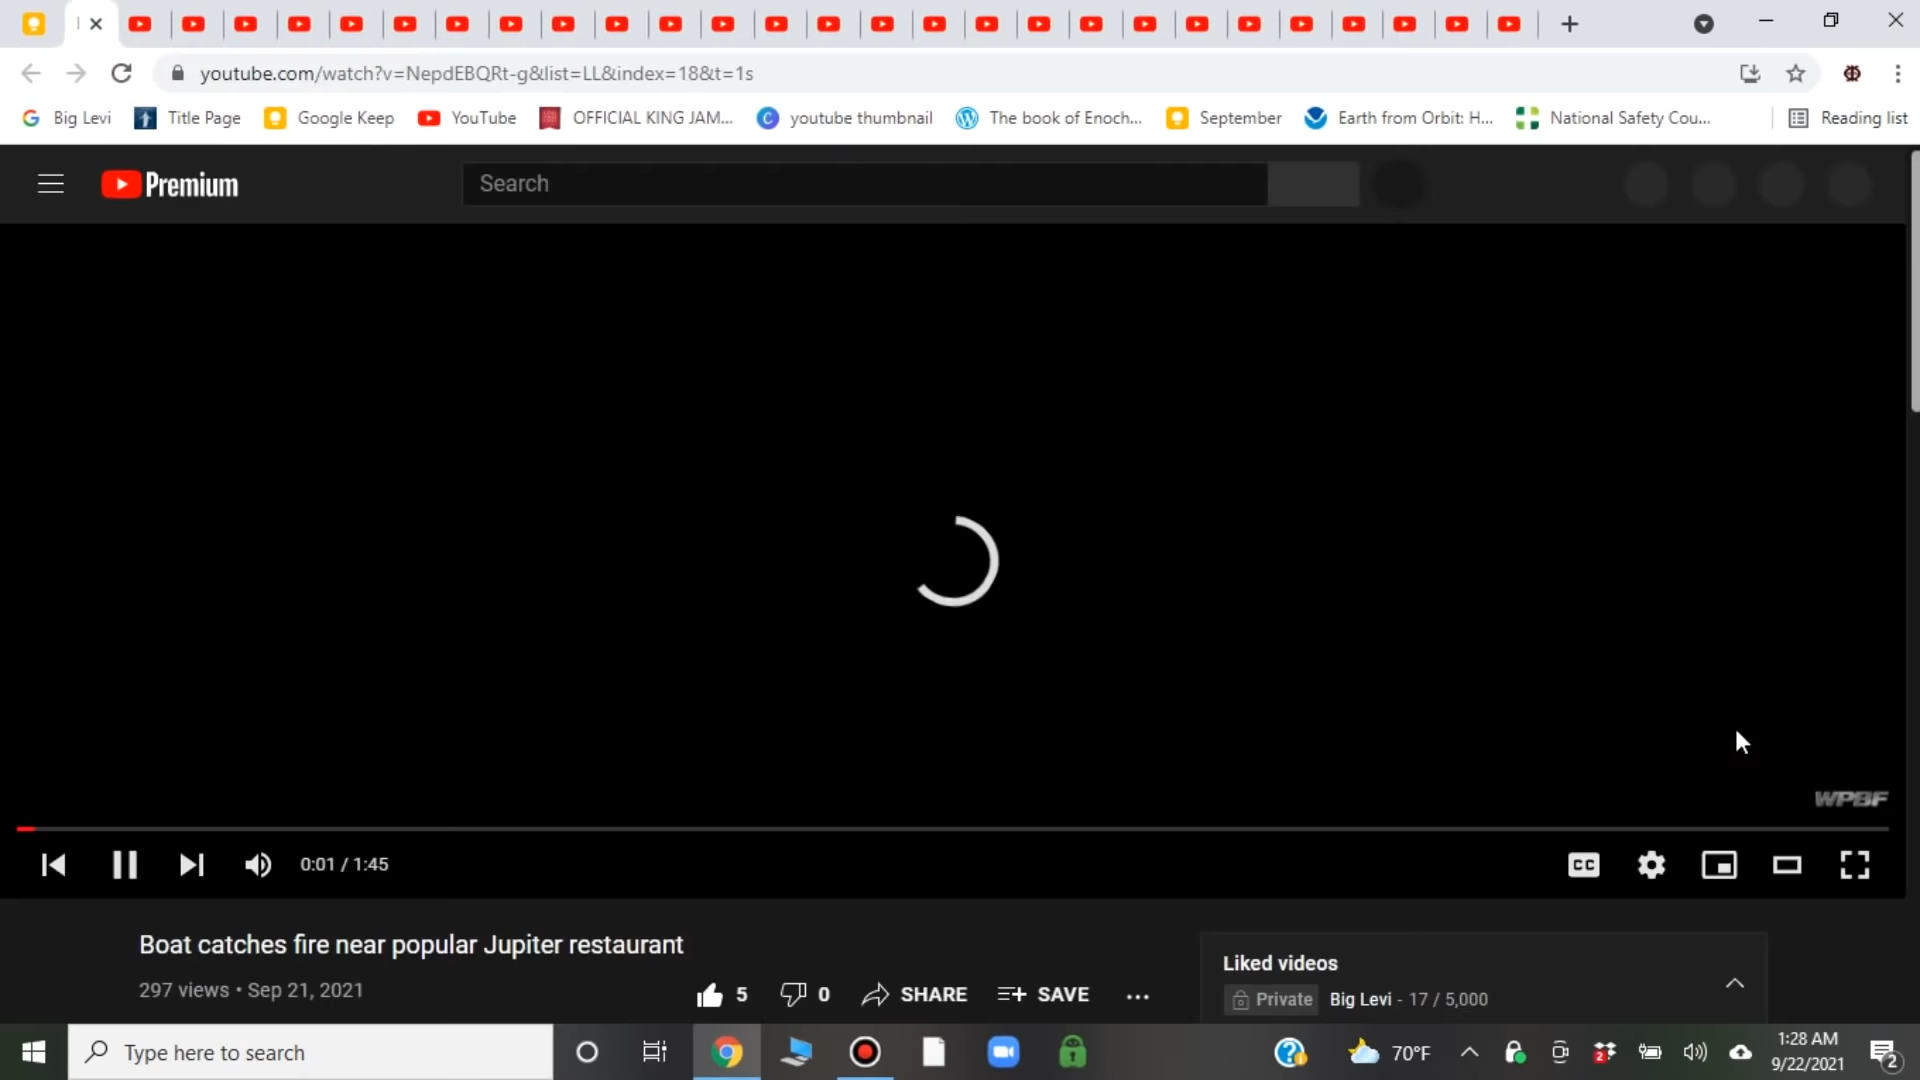 youtube.com/watch?v=NepdEBQRt-g&list=LL&index=18&t=1s
Big Levi
Title Page
Google Keep
YouTube
OFFICIAL KING JAM...
youtube thumbnail
The book of Enoch...
September
Earth from Orbit: H...
National Safety Cou...
Reading list
Premium
Search
WPBF
0:01 / 1:45
CC
Boat catches fire near popular Jupiter restaurant
297 views • Sep 21, 2021
5
0
SHARE
SAVE
Liked videos
Private
Big Levi - 17 / 5,000
Type here to search
70°F
2
1:28 AM
9/22/2021
2